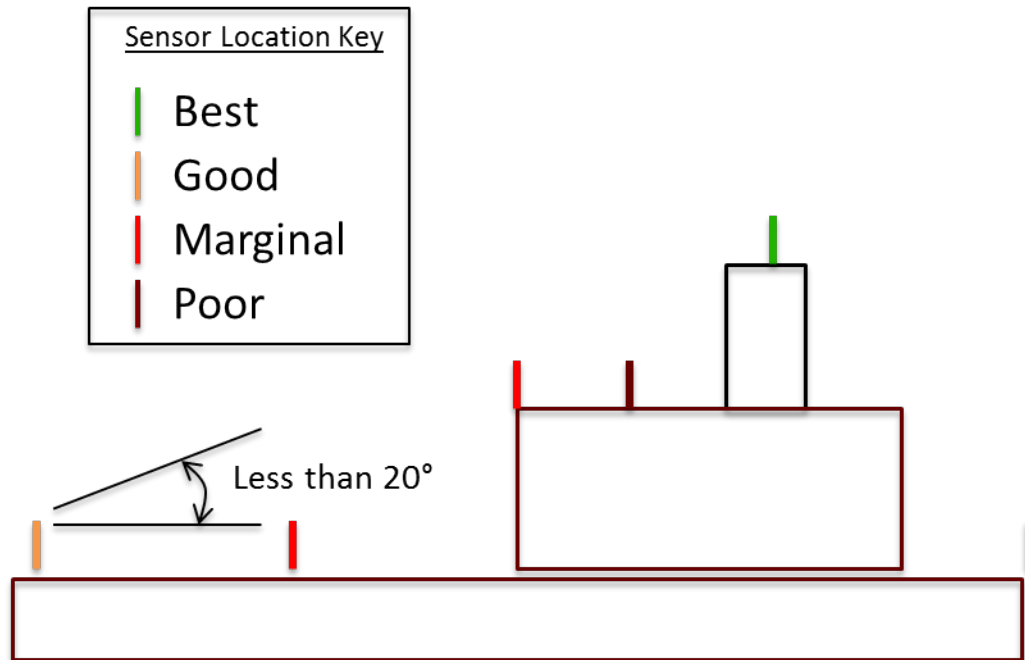 Sensor Location Key
Best
Good
Marginal
Poor
Less than 20°